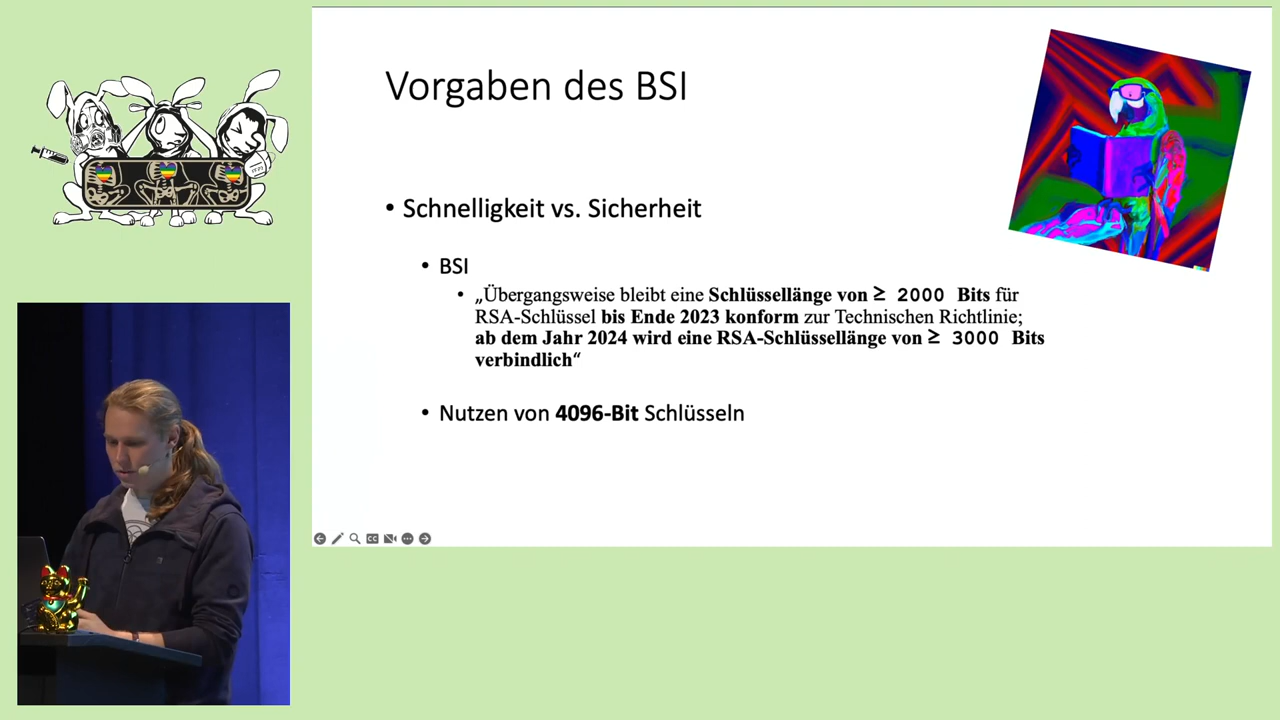 Vorgaben des BSI
• Schnelligkeit vs. Sicherheit
• BSI
• „Übergangsweise bleibt eine Schlüssellänge von ≥ 2000 Bits für
RSA-Schlüssel bis Ende 2023 konform zur Technischen Richtlinie;
ab dem Jahr 2024 wird eine RSA-Schlüssellänge von ≥ 3000 Bits
verbindlich“
• Nutzen von 4096-Bit Schlüsseln